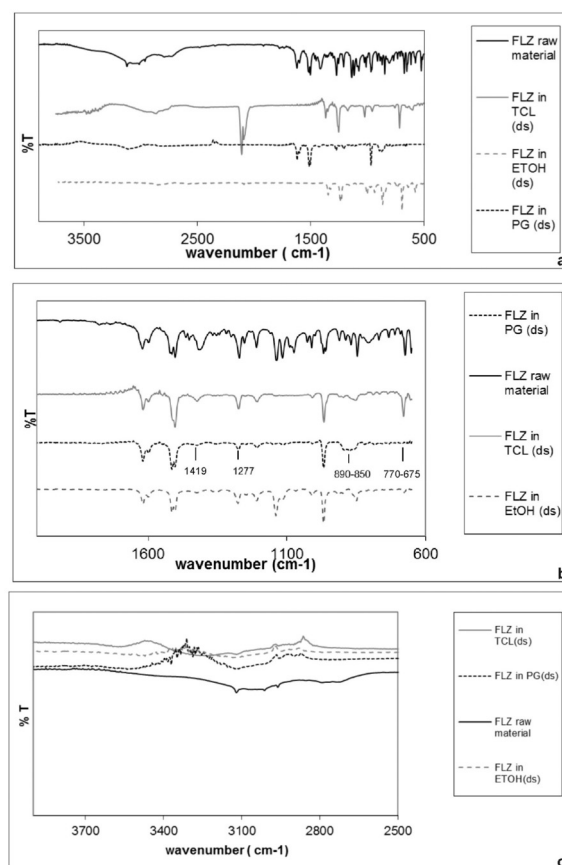 %T
3500
2500
1500
500
wavenumber ( cm-1)
FLZ raw
material
FLZ in
TCL
(ds)
FLZ in
ETOH
(ds)
FLZ in
PG (ds)
a
%T
1419
1277
890-850
770-675
1600
1100
600
wavenumber (cm-1)
FLZ in
PG (ds)
FLZ raw
material
FLZ in
TCL (ds)
FLZ in
EtOH (ds)
b
% T
3700
3400
3100
2800
2500
wavenumber ( cm-1)
FLZ in
TCL(ds)
FLZ in PG(ds)
FLZ raw
material
FLZ in
ETOH(ds)